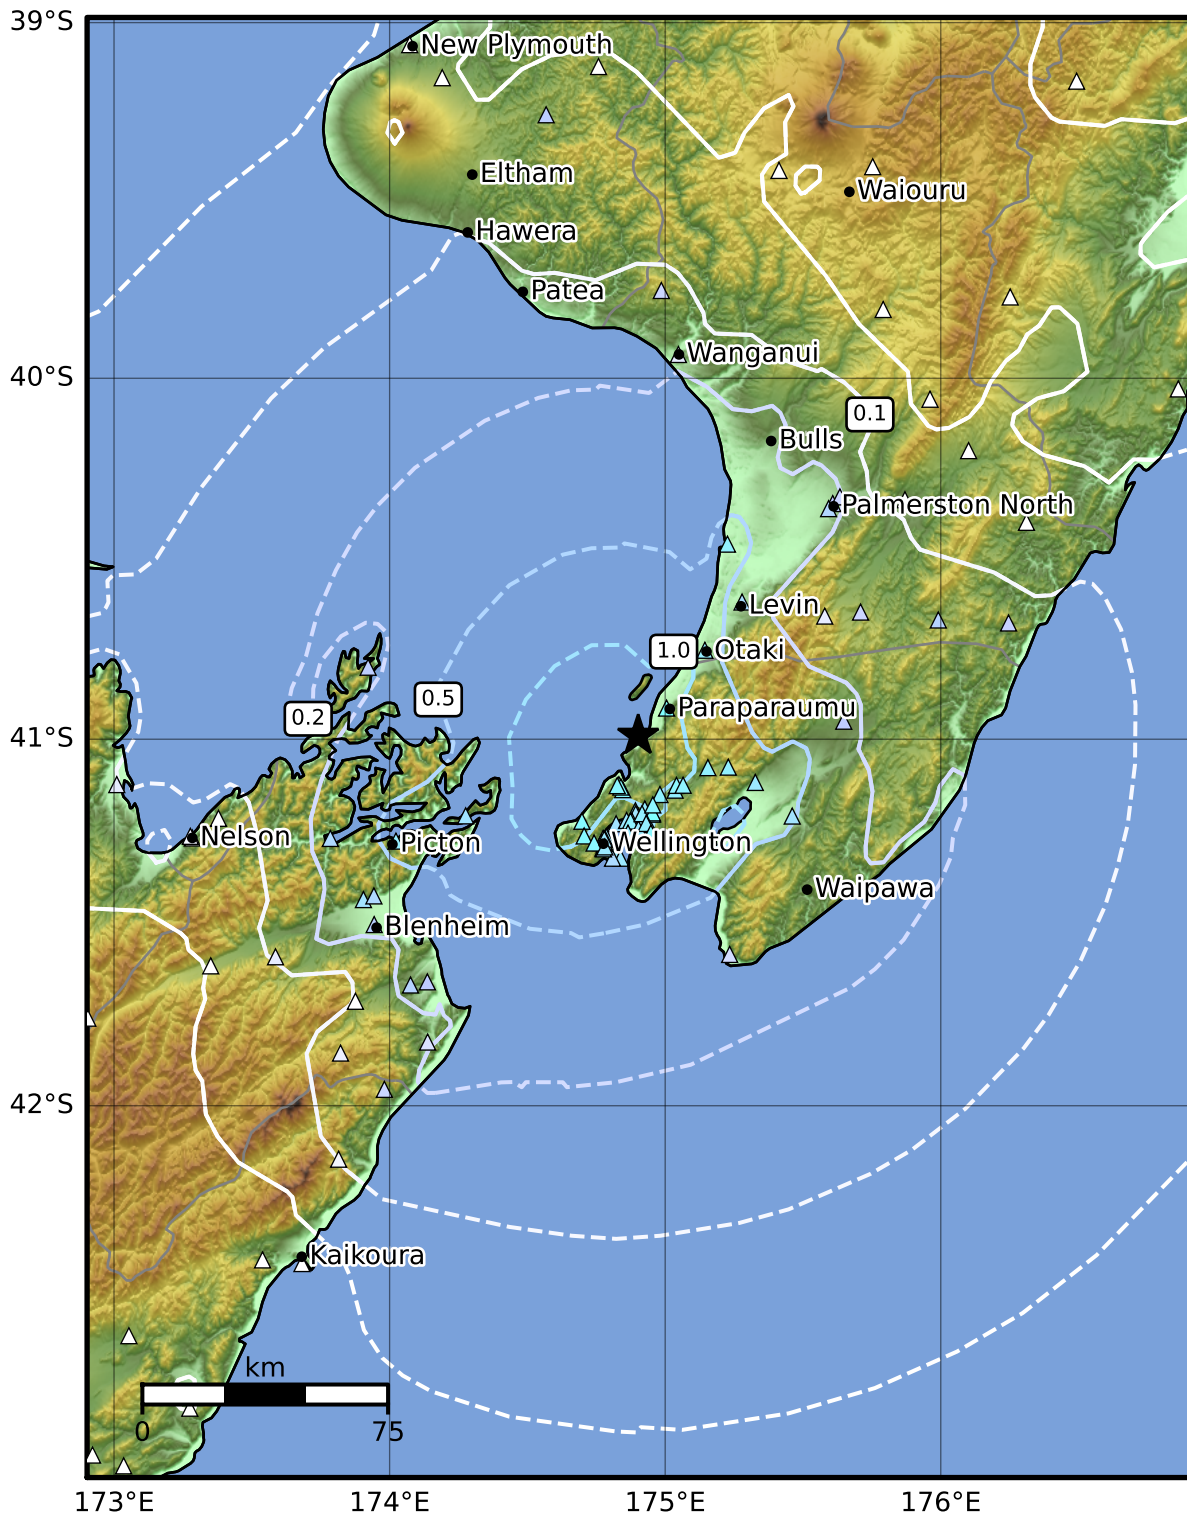 39°S
New Plymouth
Eltham
Waiouru
Hawera
Patea
Wanganui
40°S
0.1
Bulls
Palmerston North
Levin
1.0
Otaki
0.5
Paraparaumu
0.2
41°S
Nelson
Picton
Wellington
Waipawa
Blenheim
42°S
Kaikoura
km
0 75
173°E 174°E 175°E 176°E